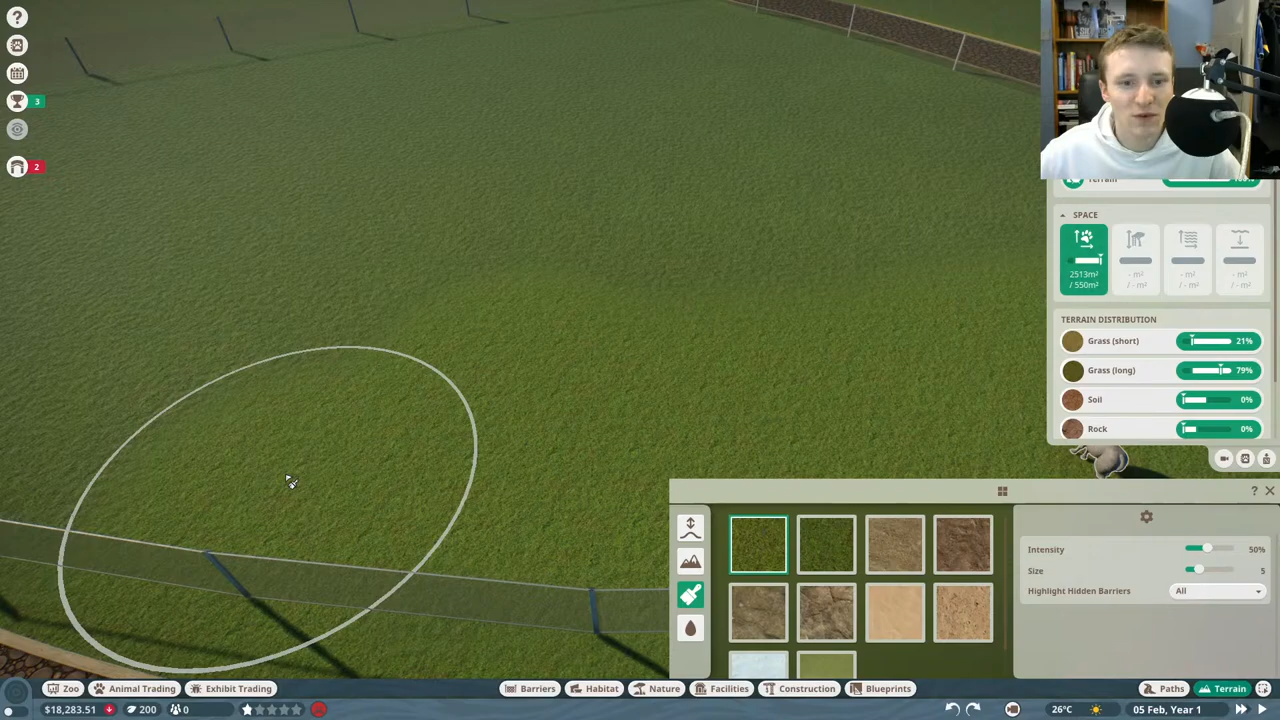 ?
3
2
Terrain
SPACE
2513m² / 550m²
- m² / - m²
- m² / - m²
- m² / - m²
TERRAIN DISTRIBUTION
Grass (short) 21%
Grass (long) 79%
Soil 0%
Rock 0%
? ×
Intensity 50%
Size 5
Highlight Hidden Barriers All
Zoo Animal Trading Exhibit Trading Barriers Habitat Nature Facilities Construction Blueprints Paths Terrain
$18,283.51 200 0 26°C 05 Feb, Year 1